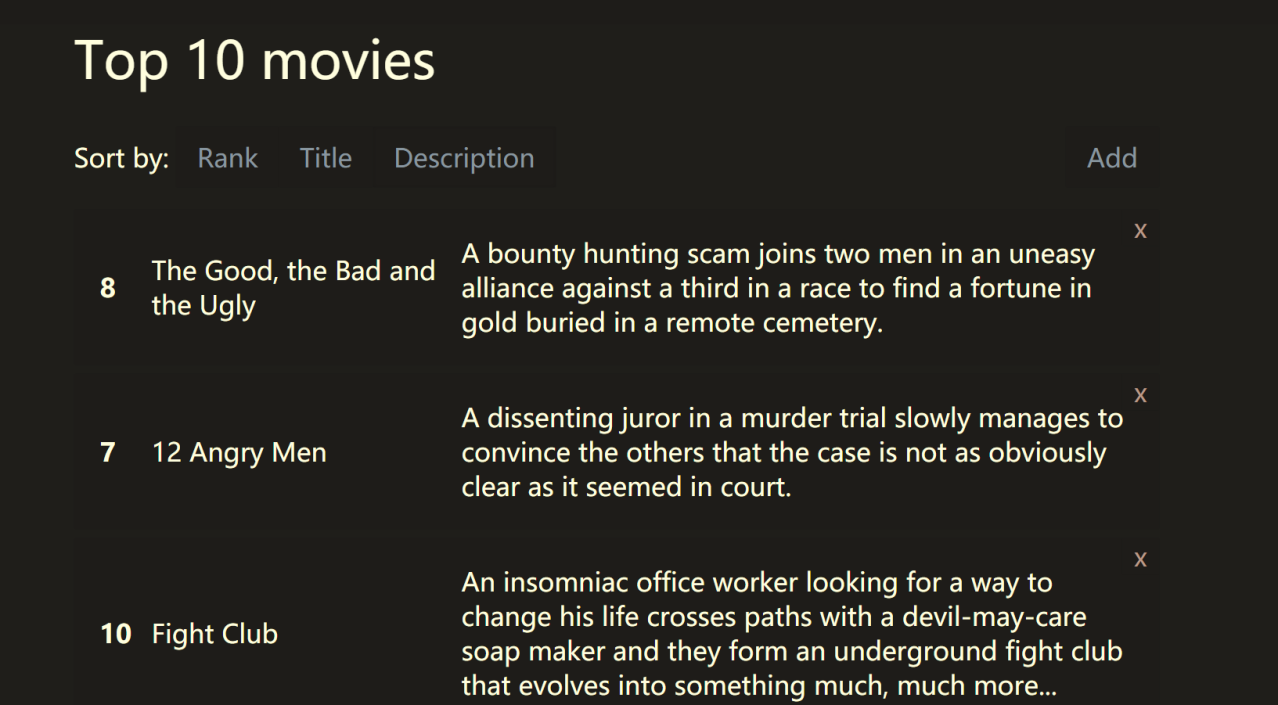 Top 10 movies
Sort by: Rank Title Description Add
x
8 The Good, the Bad and the Ugly
A bounty hunting scam joins two men in an uneasy
alliance against a third in a race to find a fortune in
gold buried in a remote cemetery.
x
7 12 Angry Men
A dissenting juror in a murder trial slowly manages to
convince the others that the case is not as obviously
clear as it seemed in court.
x
10 Fight Club
An insomniac office worker looking for a way to
change his life crosses paths with a devil-may-care
soap maker and they form an underground fight club
that evolves into something much, much more...